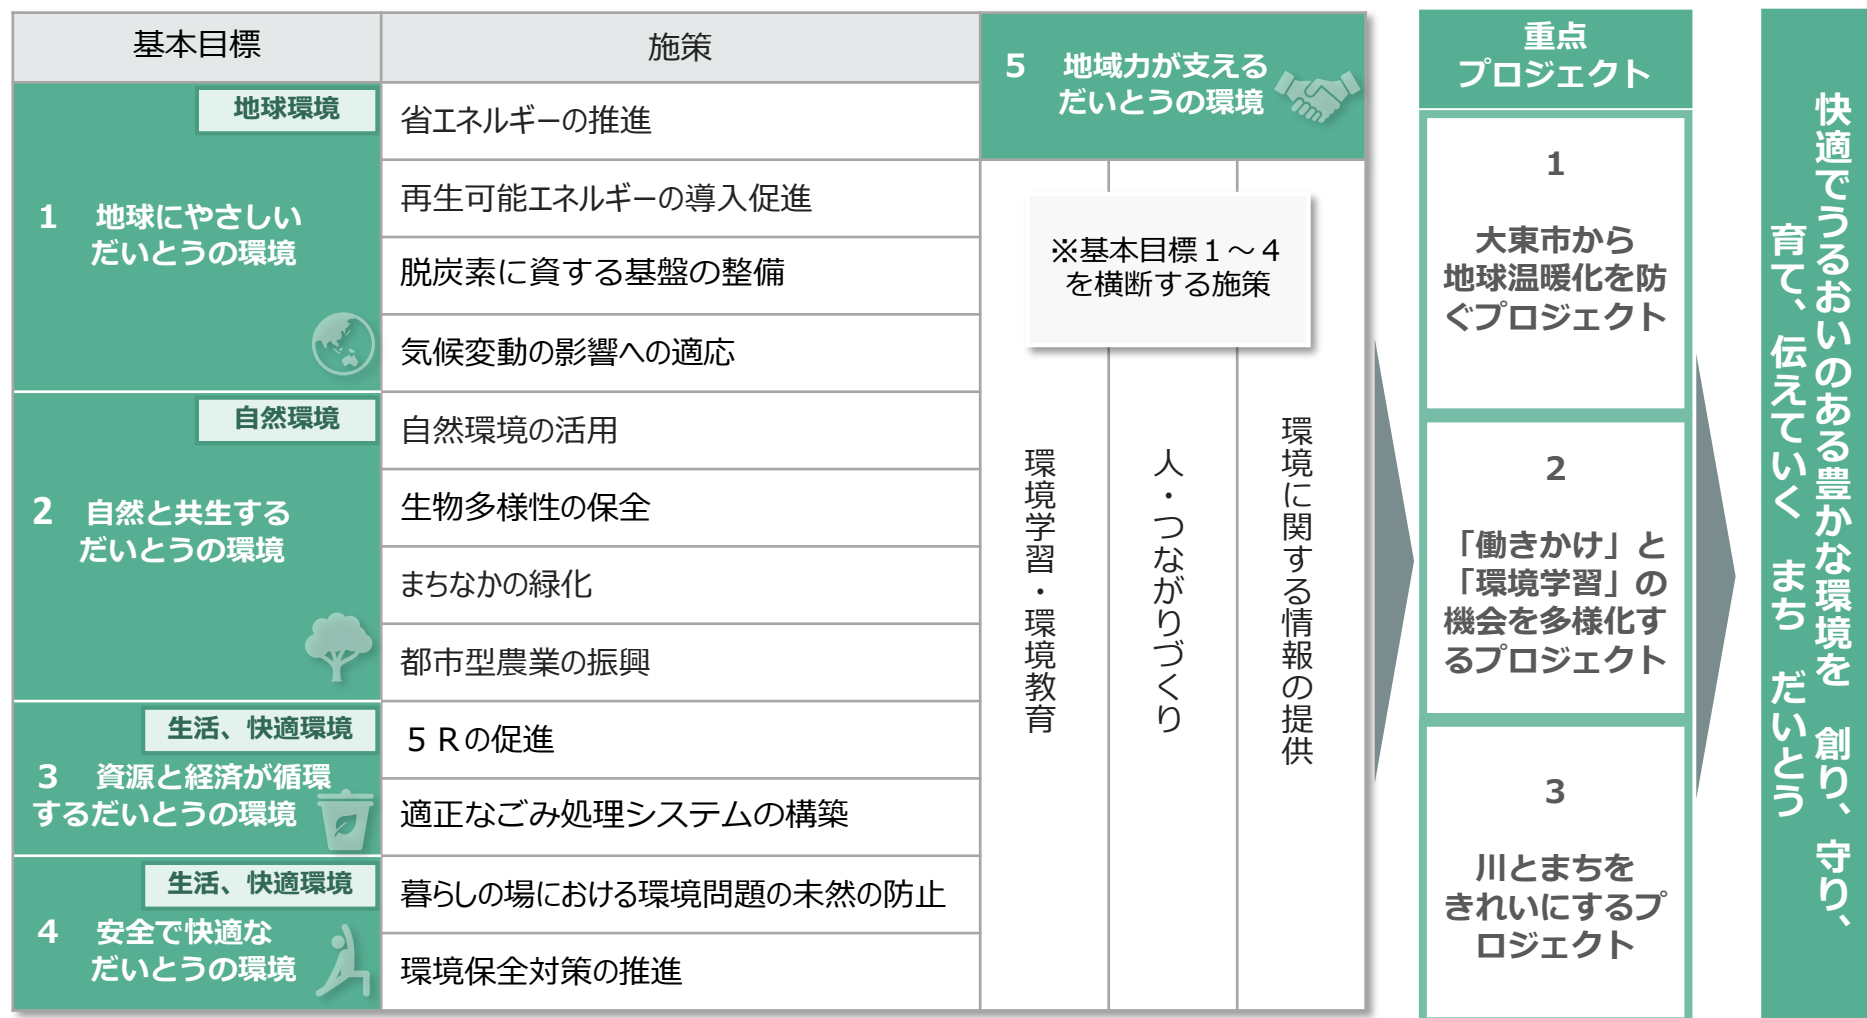 基本目標
施策
地球環境
1 地球にやさしい
だいとうの環境
省エネルギーの推進
再生可能エネルギーの導入促進
脱炭素に資する基盤の整備
気候変動の影響への適応
自然環境
2 自然と共生する
だいとうの環境
自然環境の活用
生物多様性の保全
まちなかの緑化
都市型農業の振興
生活、快適環境
3 資源と経済が循環
するだいとうの環境
５Ｒの促進
適正なごみ処理システムの構築
生活、快適環境
4 安全で快適な
だいとうの環境
暮らしの場における環境問題の未然の防止
環境保全対策の推進
5 地域力が支える
だいとうの環境
※基本目標１～４
を横断する施策
環境学習・環境教育
人・つながりづくり
環境に関する情報の提供
重点
プロジェクト
1
大東市から
地球温暖化を防
ぐプロジェクト
2
「働きかけ」と
「環境学習」の
機会を多様化す
るプロジェクト
3
川とまちを
きれいにするプ
ロジェクト
快適でうるおいのある豊かな環境を 創り、守り、
育て、伝えていく まち だいとう